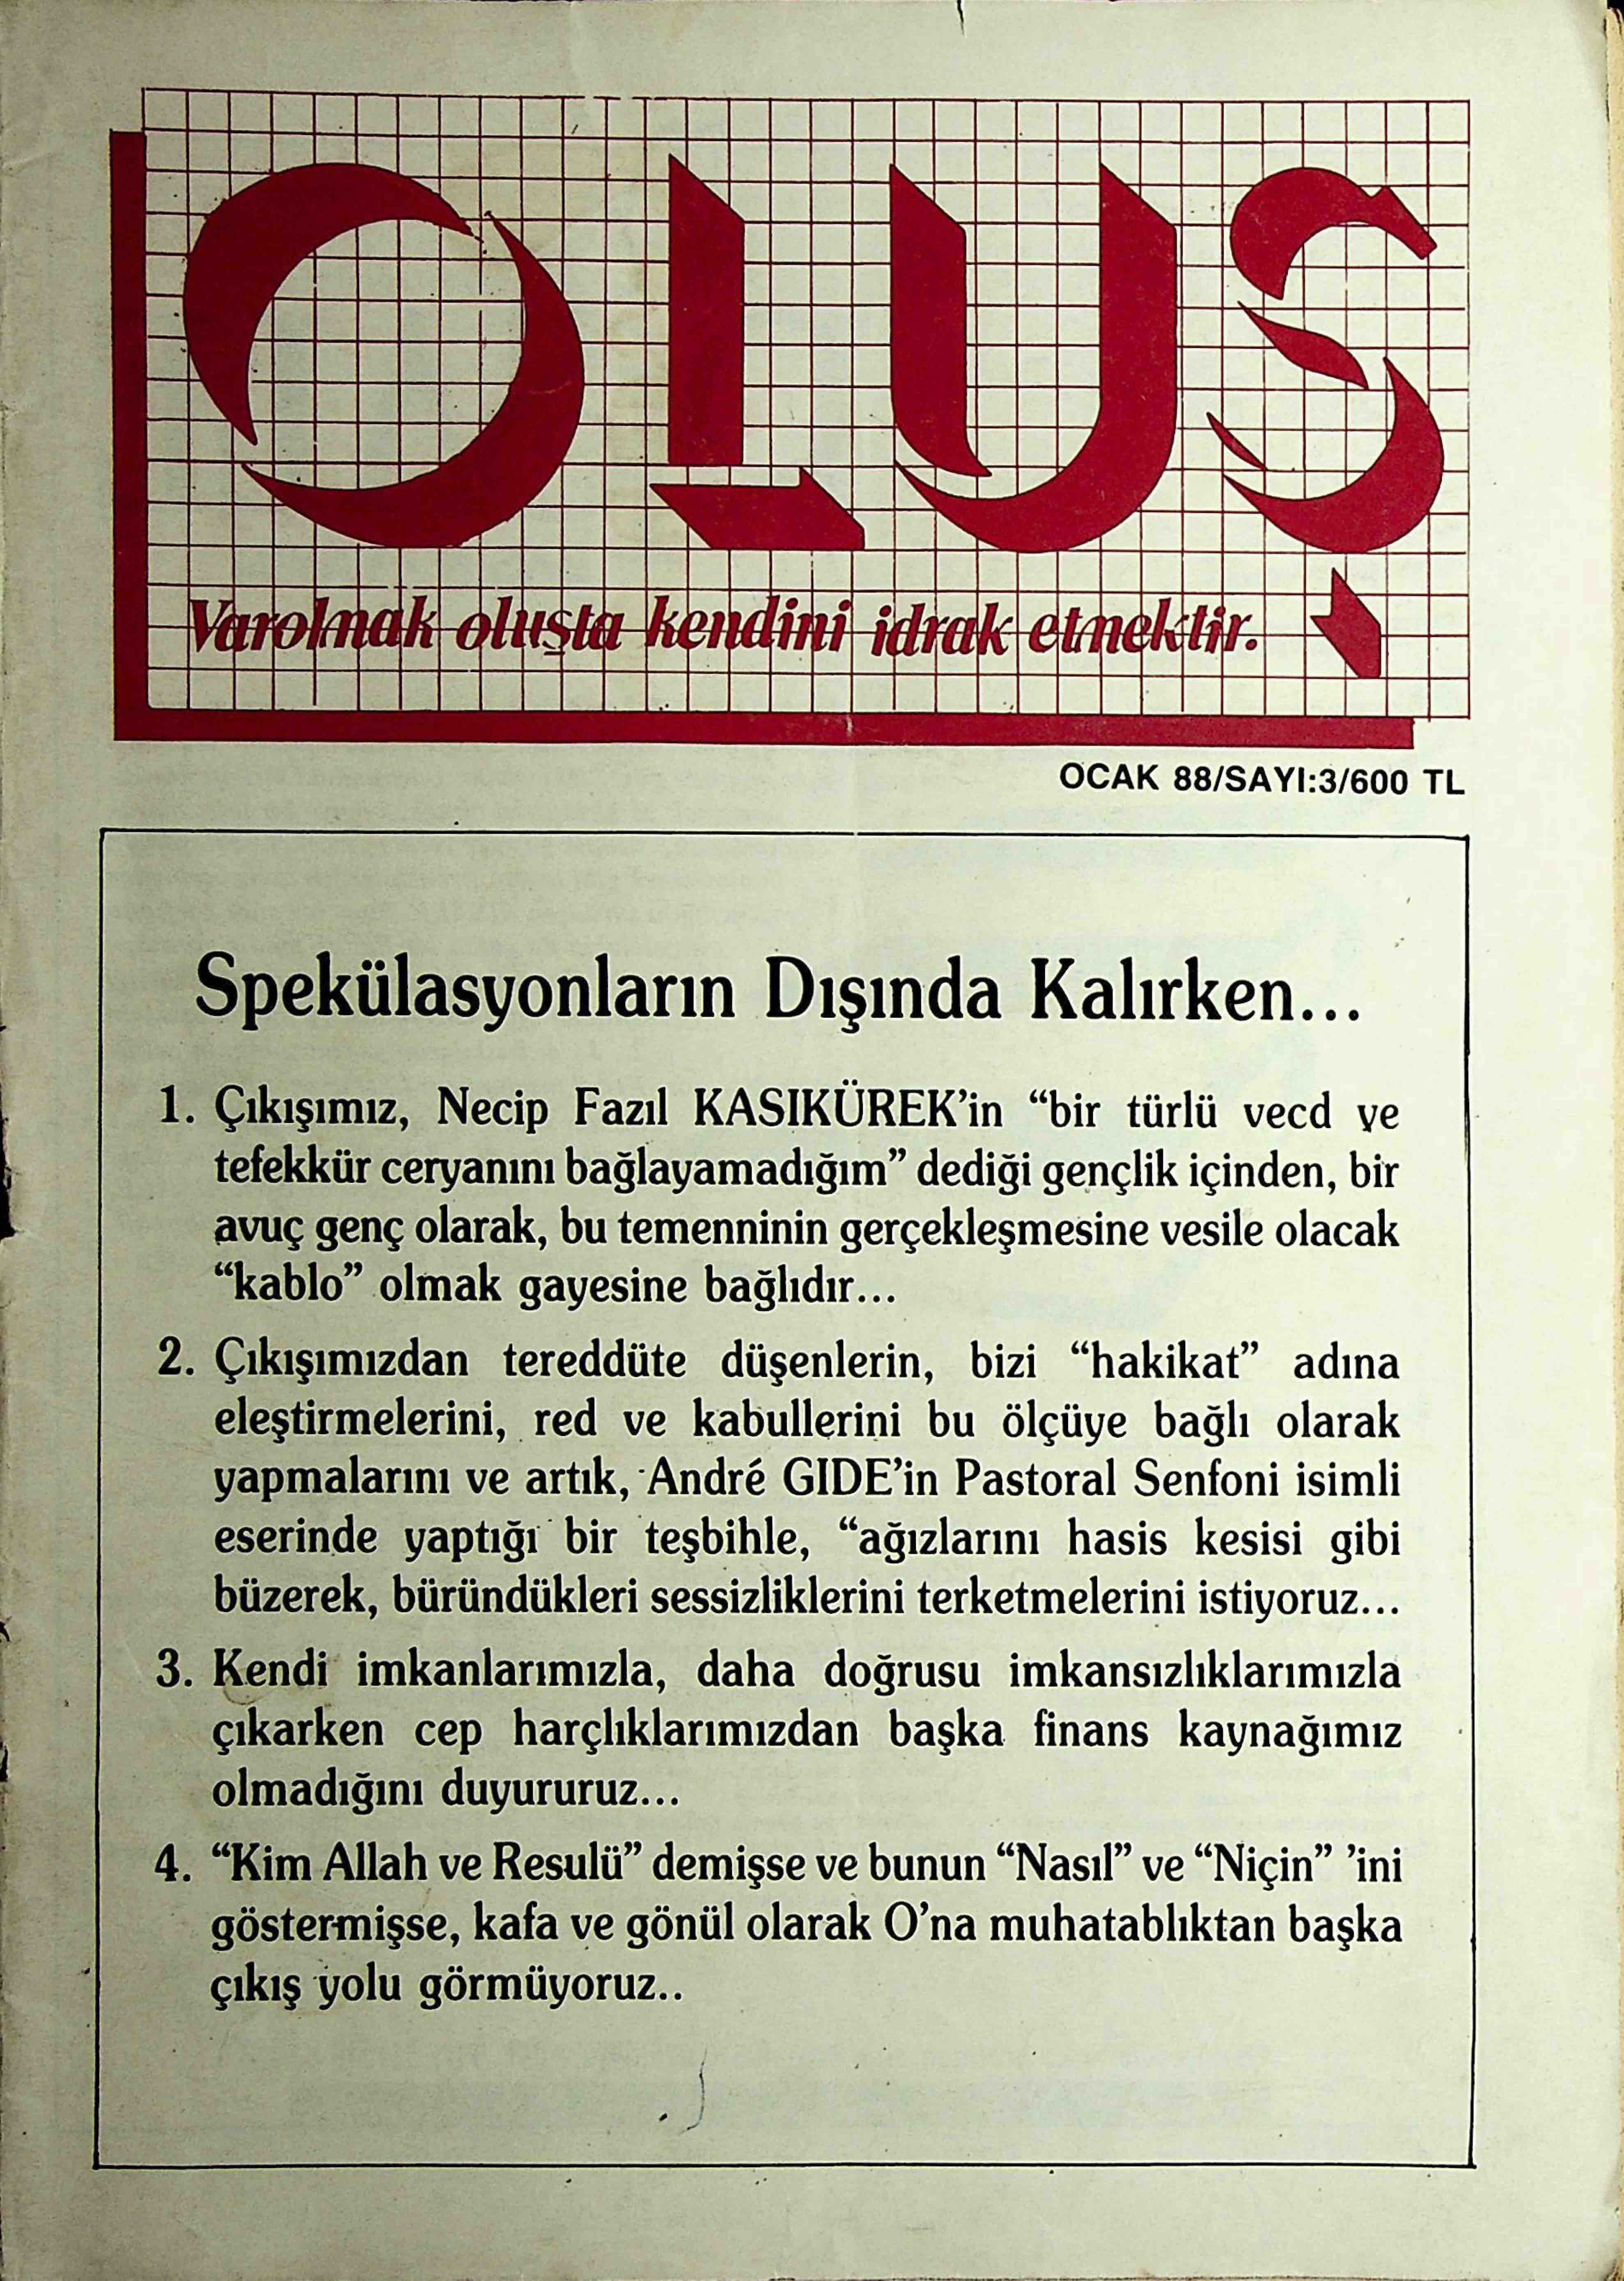 OLUŞ
Varolmak oluşta kendini idrak etmektir.
OCAK 88/SAYI:3/600 TL
Spekülasyonların Dışında Kalırken...
1. Çıkışımız, Necip Fazıl KASIKÜREK’in “bir türlü vecd ve
tefekkür ceryanını bağlayamadığım” dediği gençlik içinden, bir
avuç genç olarak, bu temenninin gerçekleşmesine vesile olacak
“kablo” olmak gayesine bağlıdır...
2. Çıkışımızdan tereddüte düşenlerin, bizi “hakikat” adına
eleştirmelerini, red ve kabullerini bu ölçüye bağlı olarak
yapmalarını ve artık, André GIDE’in Pastoral Senfoni isimli
eserinde yaptığı bir teşbihle, “ağızlarını hasis kesisi gibi
büzerek, büründükleri sessizliklerini terketmelerini istiyoruz...
3. Kendi imkanlarımızla, daha doğrusu imkansızlıklarımızla
çıkarken cep harçlıklarımızdan başka finans kaynağımız
olmadığını duyururuz...
4. “Kim Allah ve Resulü” demişse ve bunun “Nasıl” ve “Niçin” ’ini
göstermişse, kafa ve gönül olarak O’na muhatablıktan başka
çıkış yolu görmüyoruz..